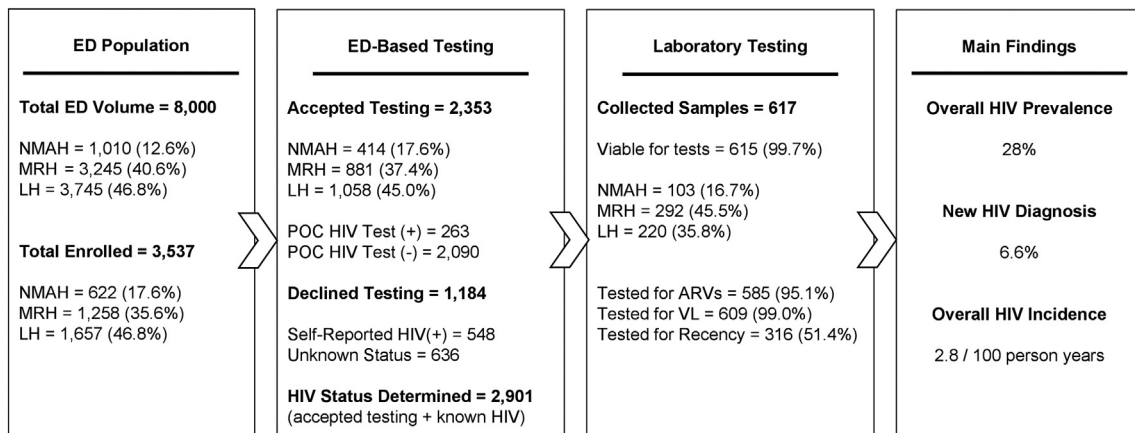 ED Population
Total ED Volume = 8,000
NMAH = 1,010 (12.6%)
MRH = 3,245 (40.6%)
LH = 3,745 (46.8%)
Total Enrolled = 3,537
NMAH = 622 (17.6%)
MRH = 1,258 (35.6%)
LH = 1,657 (46.8%)
ED-Based Testing
Accepted Testing = 2,353
NMAH = 414 (17.6%)
MRH = 881 (37.4%)
LH = 1,058 (45.0%)
POC HIV Test (+) = 263
POC HIV Test (-) = 2,090
Declined Testing = 1,184
Self-Reported HIV(+) = 548
Unknown Status = 636
HIV Status Determined = 2,901
(accepted testing + known HIV)
Laboratory Testing
Collected Samples = 617
Viable for tests = 615 (99.7%)
NMAH = 103 (16.7%)
MRH = 292 (45.5%)
LH = 220 (35.8%)
Tested for ARVs = 585 (95.1%)
Tested for VL = 609 (99.0%)
Tested for Recency = 316 (51.4%)
Main Findings
Overall HIV Prevalence
28%
New HIV Diagnosis
6.6%
Overall HIV Incidence
2.8 / 100 person years